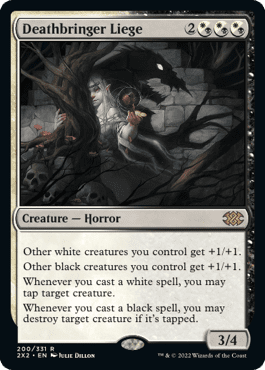 Deathbringer Liege 2
Creature — Horror
Other white creatures you control get +1/+1.
Other black creatures you control get +1/+1.
Whenever you cast a white spell, you may
tap target creature.
Whenever you cast a black spell, you may
destroy target creature if it's tapped.
3/4
200/331 R
2X2 • EN JULIE DILLON
™ & © 2022 Wizards of the Coast